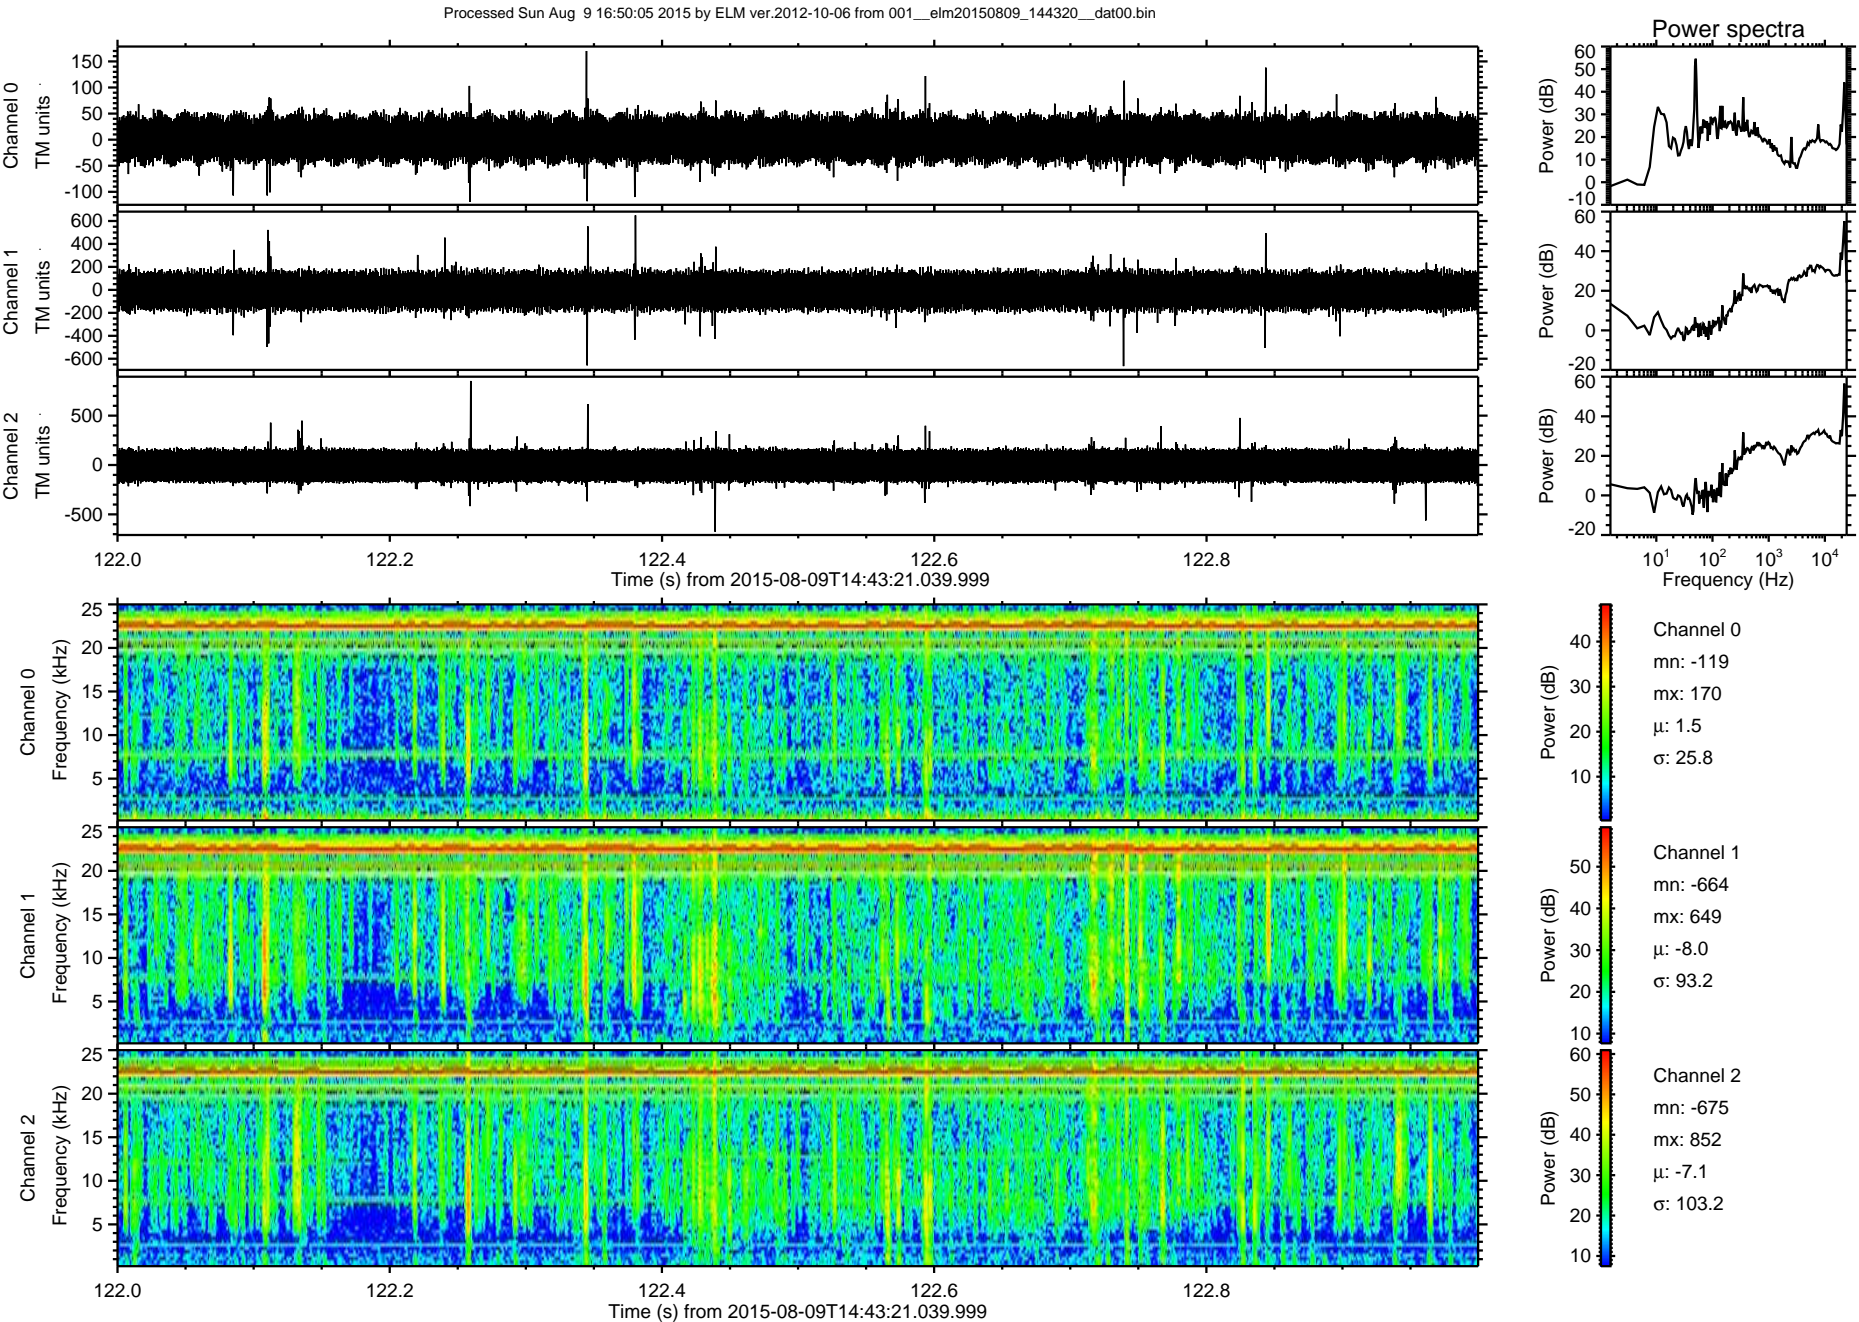 Processed Sun Aug 9 16:50:05 2015 by ELM ver.2012-10-06 from 001__elm20150809_144320__dat00.bin
Power spectra
Channel 0
TM units
150
100
50
0
-50
-100
Power (dB)
60
50
40
30
20
10
0
-10
Channel 1
TM units
600
400
200
0
-200
-400
-600
Power (dB)
60
40
20
0
-20
Channel 2
TM units
500
0
-500
Power (dB)
60
40
20
0
-20
122.0 122.2 122.4 122.6 122.8
Time (s) from 2015-08-09T14:43:21.039.999
10^1 10^2 10^3 10^4
Frequency (Hz)
Channel 0
Frequency (kHz)
25
20
15
10
5
Power (dB)
40
30
20
10
Channel 0
mn: -119
mx: 170
µ: 1.5
σ: 25.8
Channel 1
Frequency (kHz)
25
20
15
10
5
Power (dB)
50
40
30
20
10
Channel 1
mn: -664
mx: 649
µ: -8.0
σ: 93.2
Channel 2
Frequency (kHz)
25
20
15
10
5
Power (dB)
60
50
40
30
20
10
Channel 2
mn: -675
mx: 852
µ: -7.1
σ: 103.2
122.0 122.2 122.4 122.6 122.8
Time (s) from 2015-08-09T14:43:21.039.999